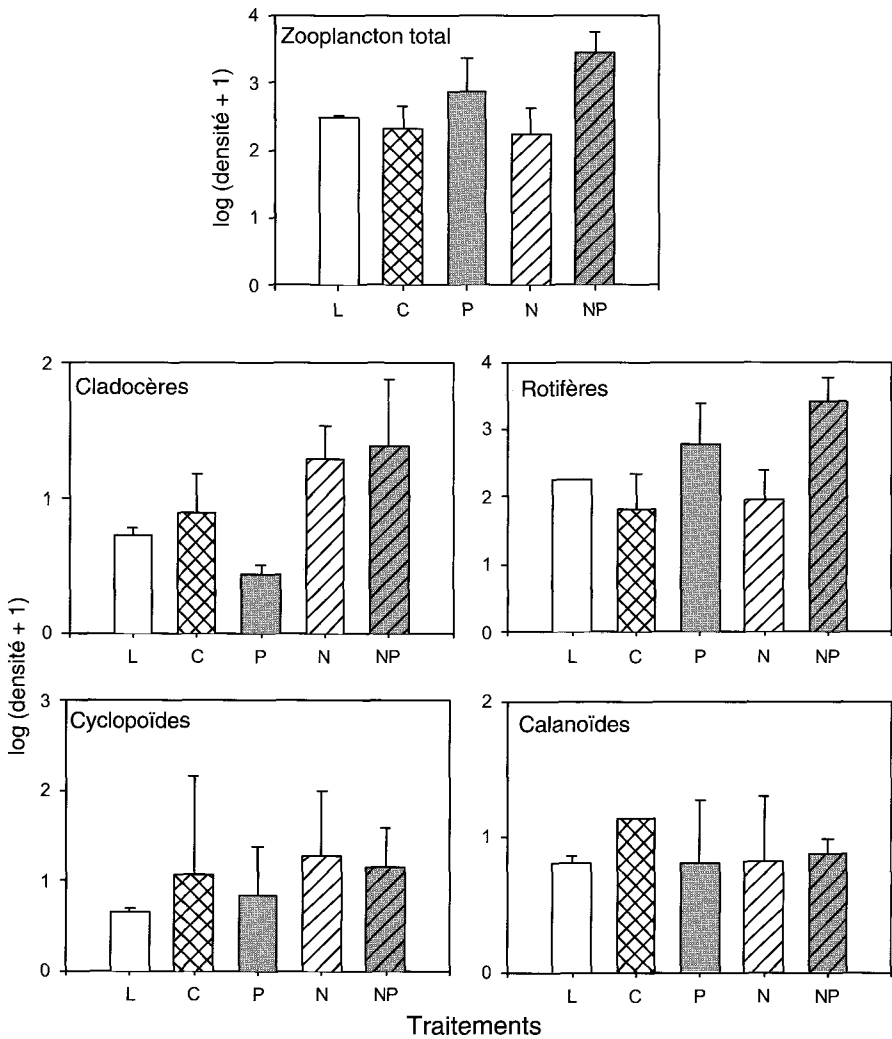 Zooplancton total
log (densité + 1)
4
3
2
1
0
L C P N NP
Cladocères
2
1
0
L C P N NP
Rotifères
4
3
2
1
0
L C P N NP
log (densité + 1)
Cyclopoïdes
3
2
1
0
L C P N NP
Calanoïdes
2
1
0
L C P N NP
Traitements